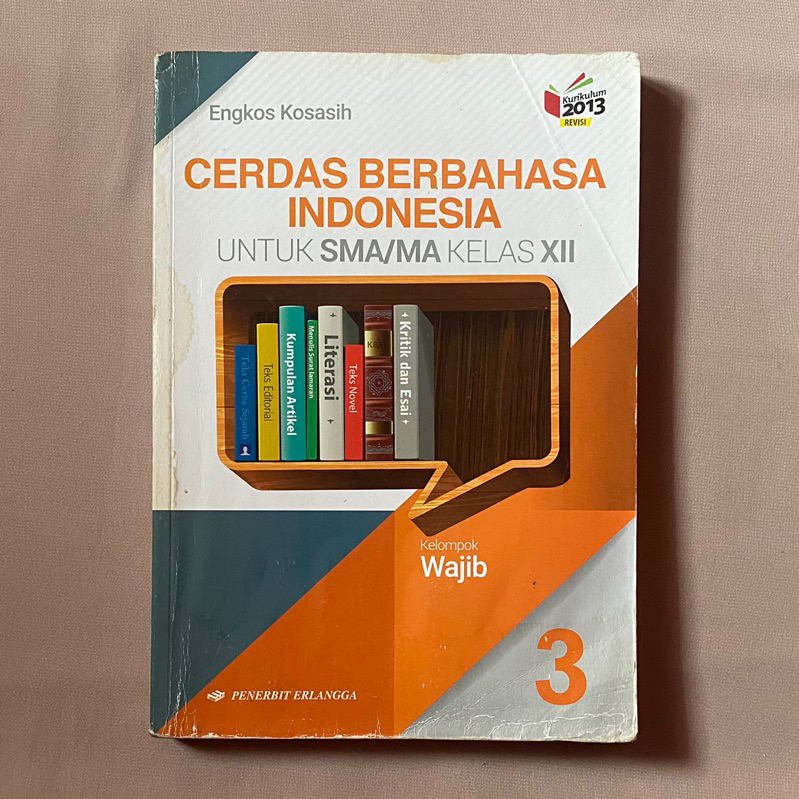 Engkos Kosasih
Kurikulum
2013
REVISI
CERDAS BERBAHASA
INDONESIA
UNTUK SMA/MA KELAS XII
Teks Cerita Sejarah
Teks Editorial
Kumpulan Artikel
Menulis Surat lamaran
+ Literasi +
Teks Novel
KBBI
+ Kritik dan Esai +
Kelompok
Wajib
3
PENERBIT ERLANGGA